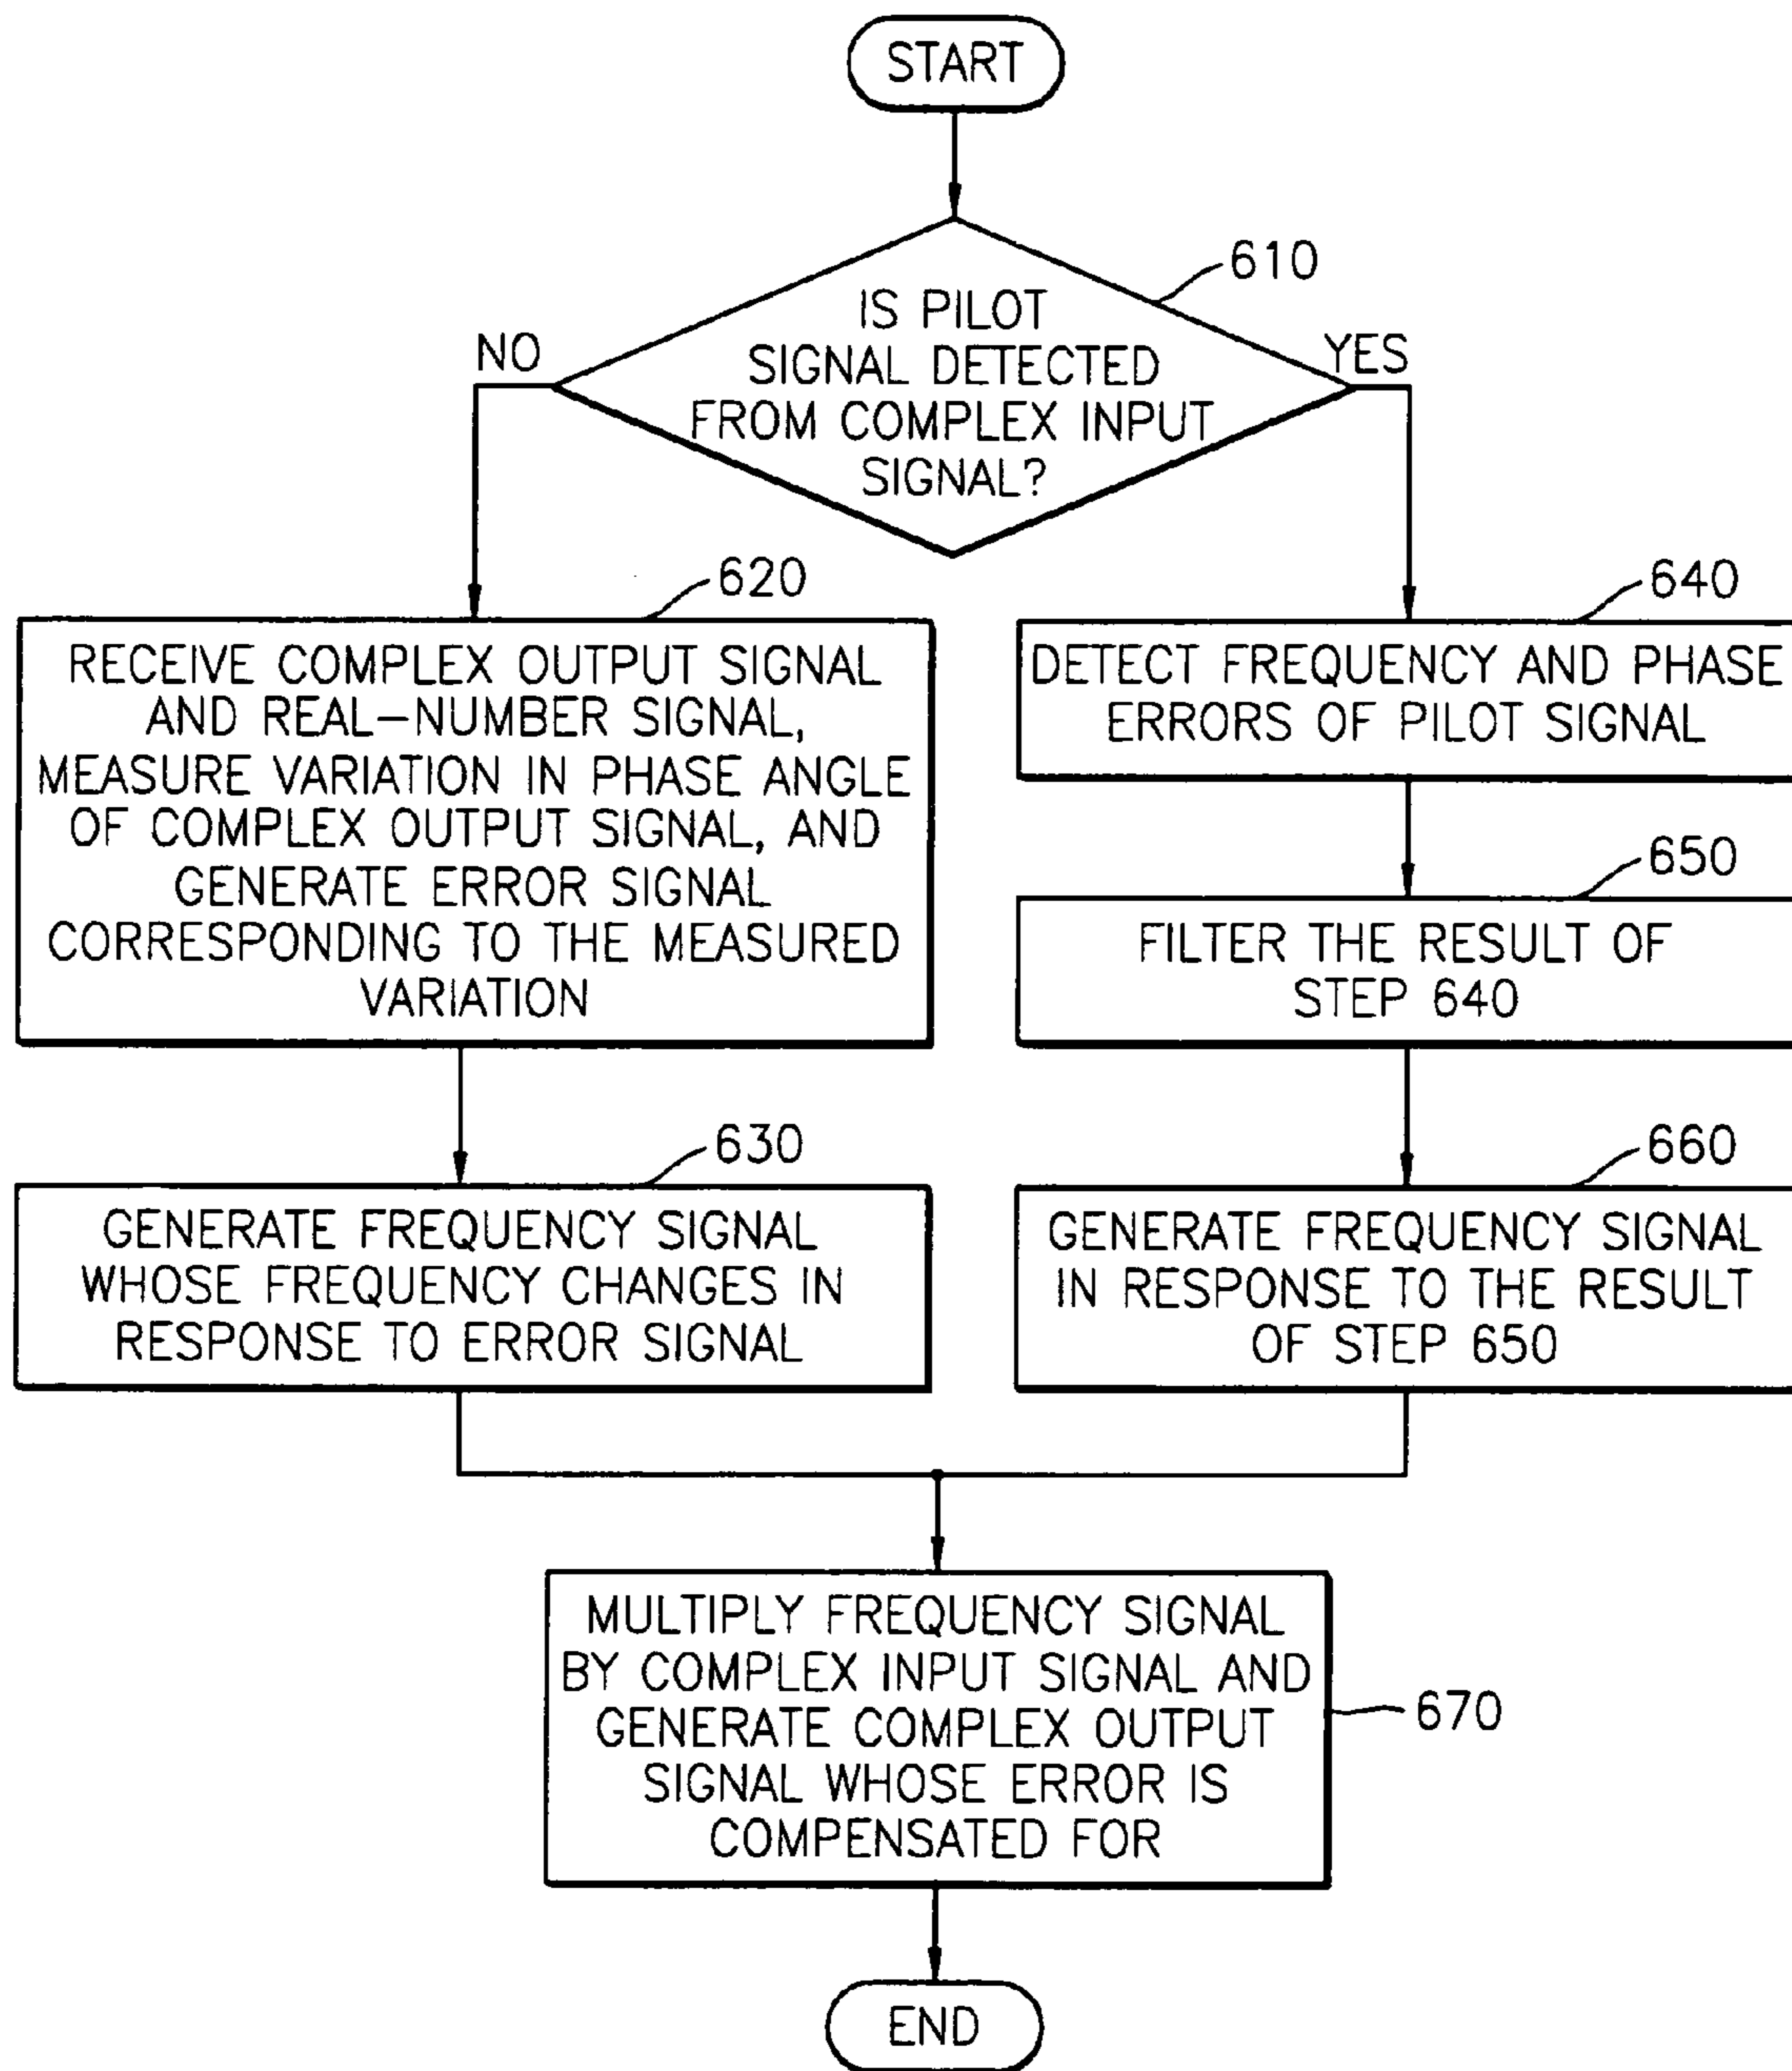 START
610
IS PILOT
SIGNAL DETECTED
FROM COMPLEX INPUT
SIGNAL?
NO
YES
620
RECEIVE COMPLEX OUTPUT SIGNAL
AND REAL–NUMBER SIGNAL,
MEASURE VARIATION IN PHASE ANGLE
OF COMPLEX OUTPUT SIGNAL, AND
GENERATE ERROR SIGNAL
CORRESPONDING TO THE MEASURED
VARIATION
630
GENERATE FREQUENCY SIGNAL
WHOSE FREQUENCY CHANGES IN
RESPONSE TO ERROR SIGNAL
640
DETECT FREQUENCY AND PHASE
ERRORS OF PILOT SIGNAL
650
FILTER THE RESULT OF
STEP 640
660
GENERATE FREQUENCY SIGNAL
IN RESPONSE TO THE RESULT
OF STEP 650
MULTIPLY FREQUENCY SIGNAL
BY COMPLEX INPUT SIGNAL AND
GENERATE COMPLEX OUTPUT
SIGNAL WHOSE ERROR IS
COMPENSATED FOR
670
END